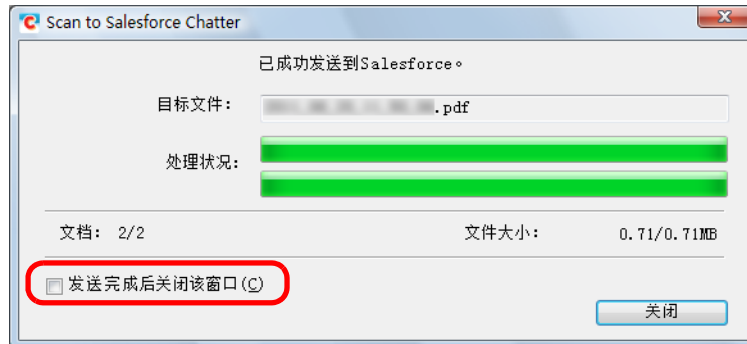 Scan to Salesforce Chatter
已成功发送到Salesforce。
目标文件： .pdf
处理状况：
文档： 2/2 文件大小： 0.71/0.71MB
发送完成后关闭该窗口(C)
关闭